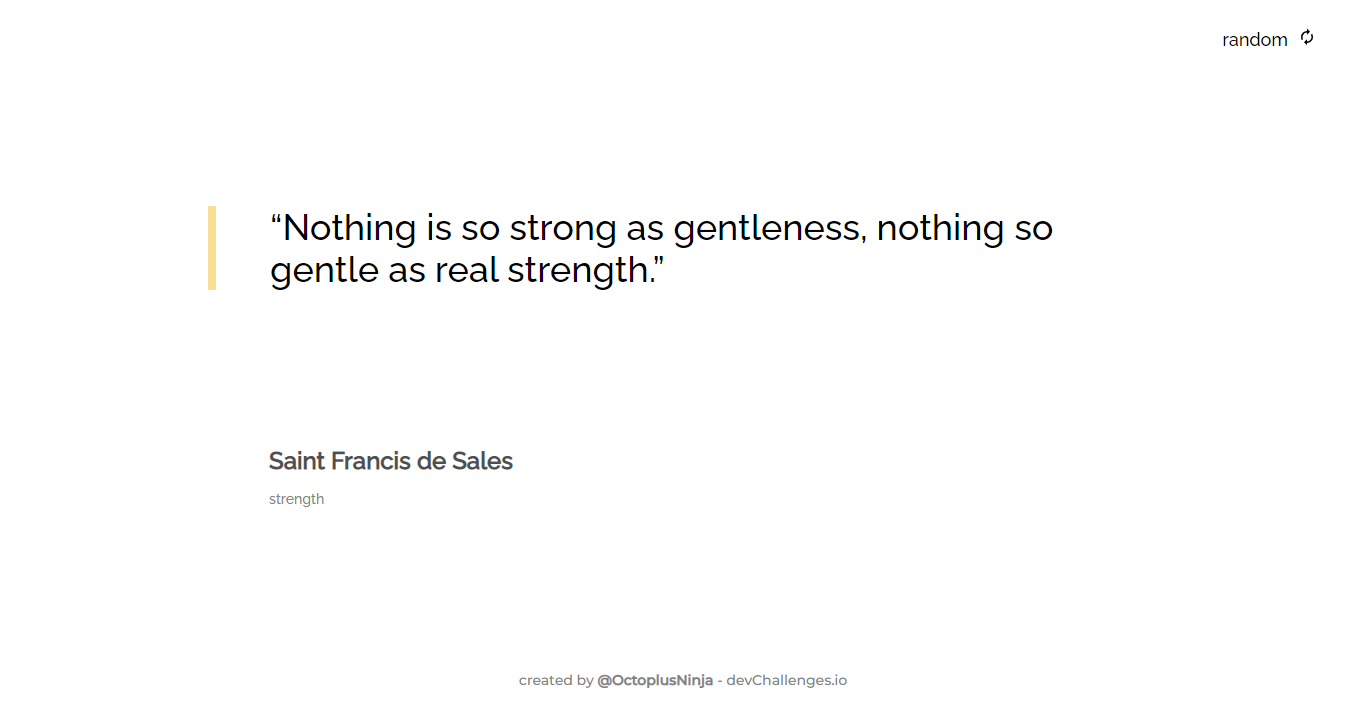 random
“Nothing is so strong as gentleness, nothing so
gentle as real strength.”
Saint Francis de Sales
strength
created by @OctoplusNinja - devChallenges.io